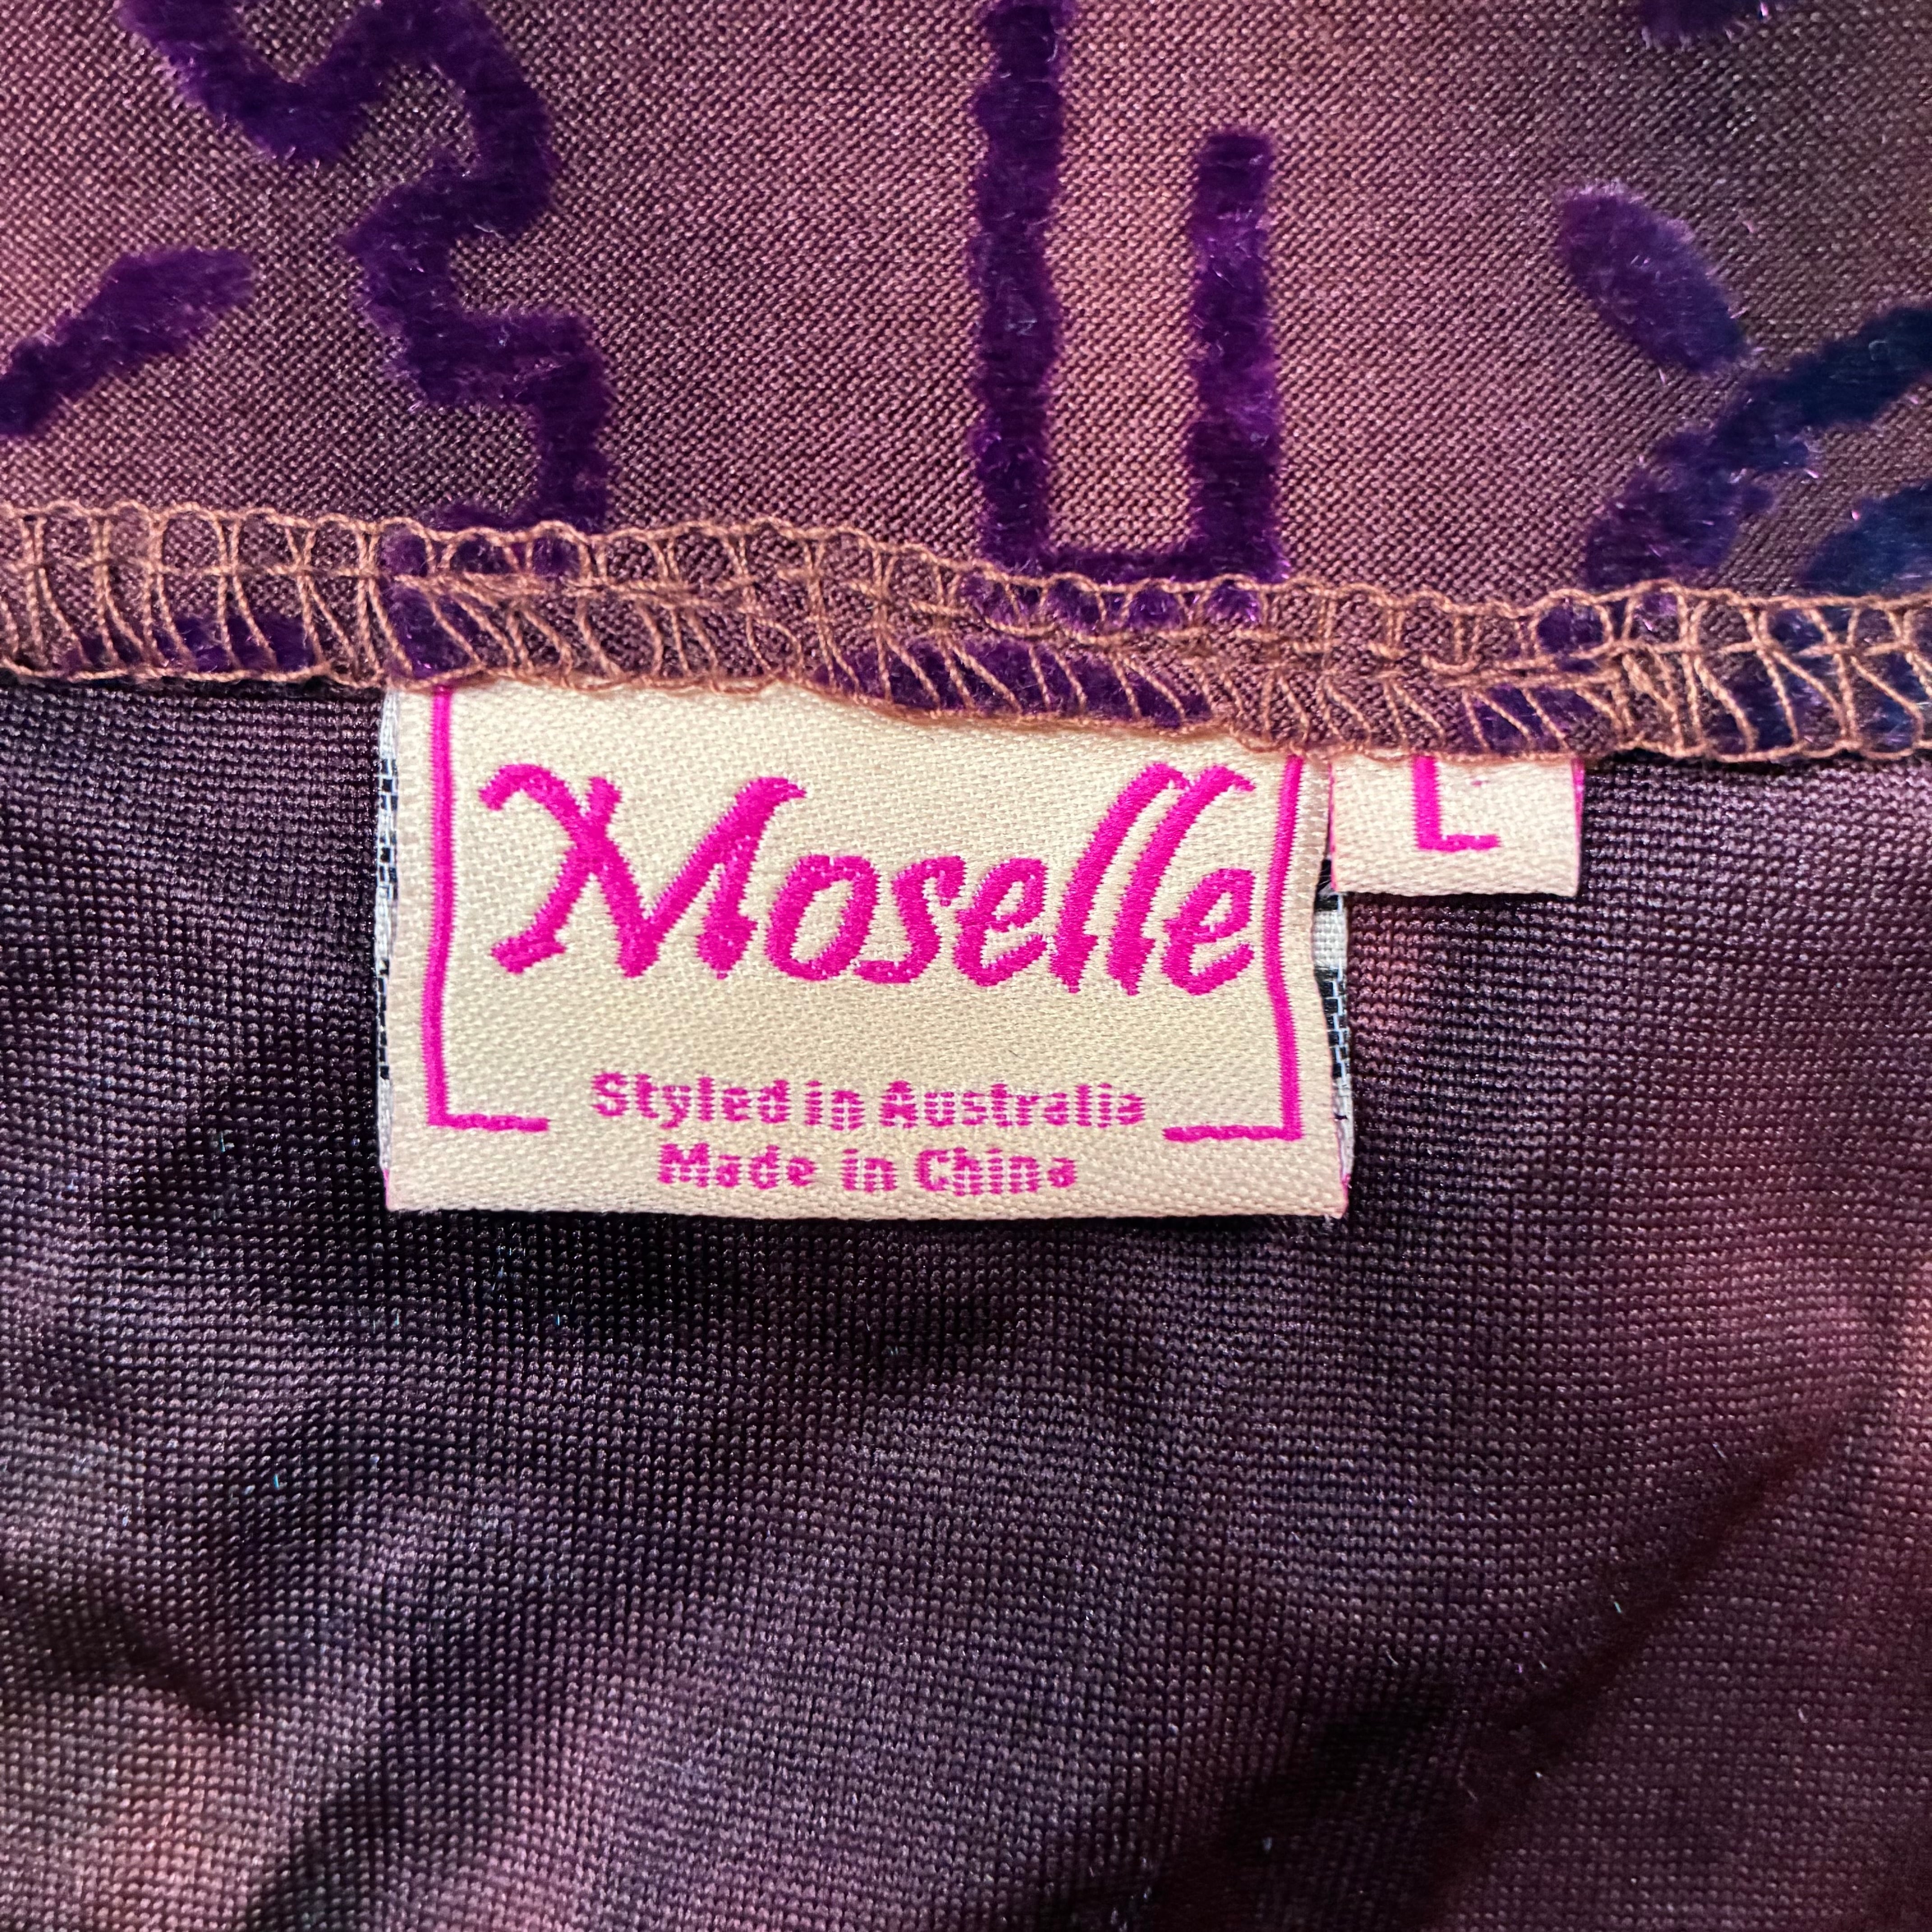 Moselle
L
Styled in Australia
Made in China